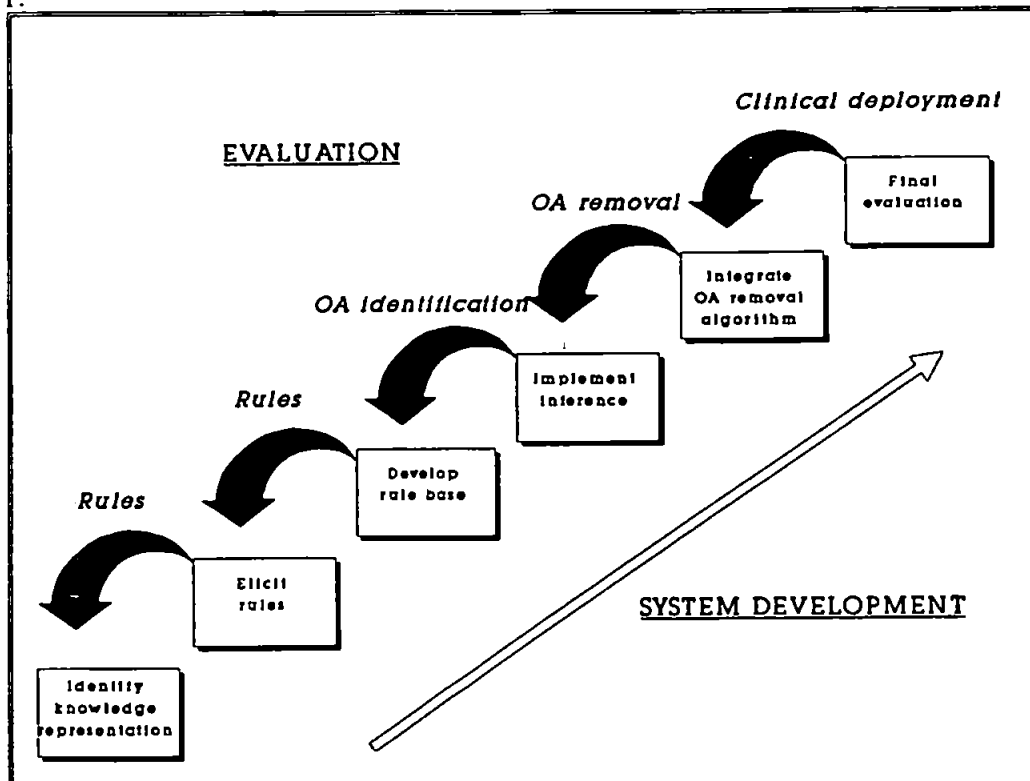 1.
Clinical deployment
EVALUATION
Final
evaluation
OA removal
Integrate
OA removal
algorithm
OA identification
Implement
inference
Rules
Develop
rule base
Rules
Elicit
rules
SYSTEM DEVELOPMENT
Identify
knowledge
representation